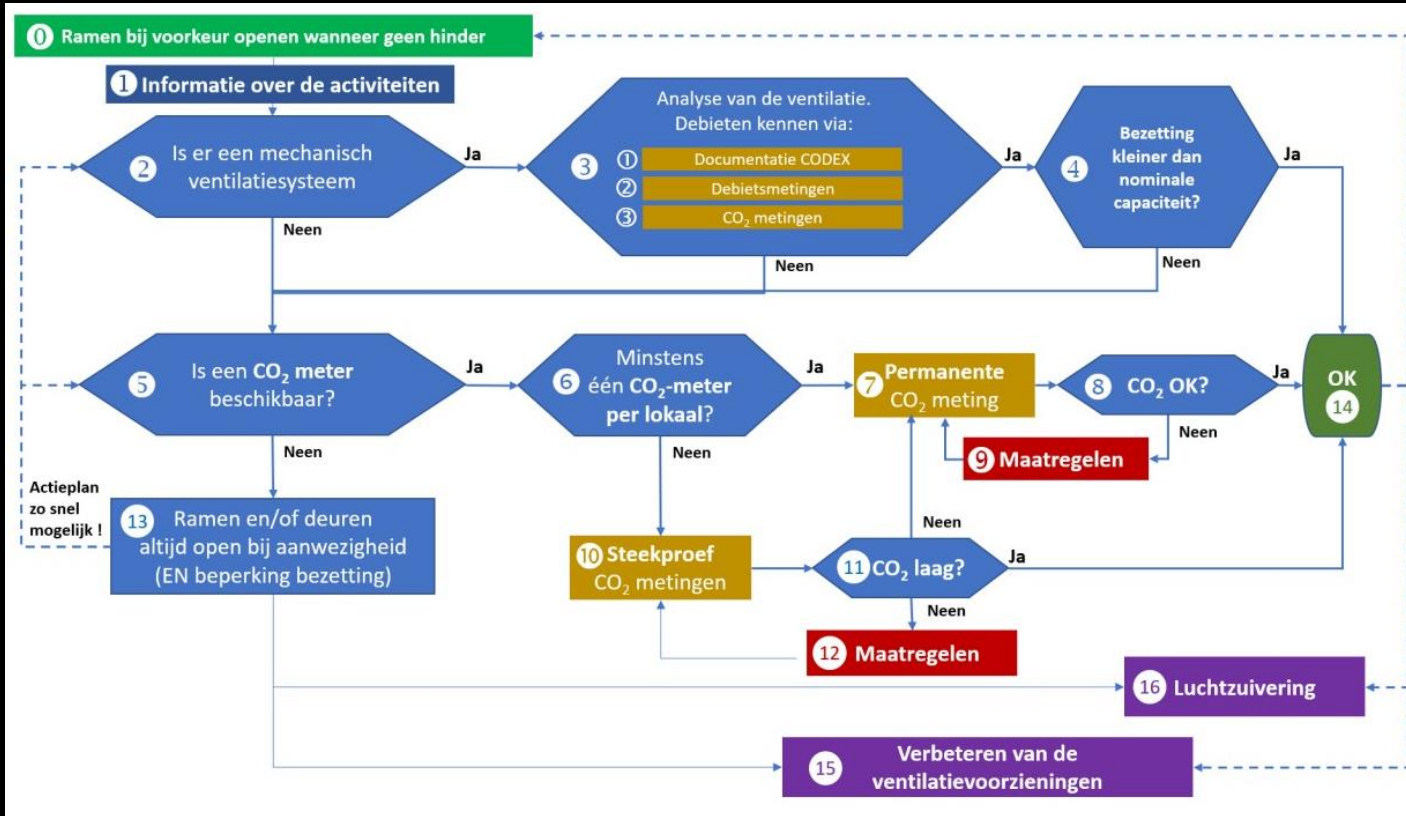 0 Ramen bij voorkeur openen wanneer geen hinder
1 Informatie over de activiteiten
2 Is er een mechanisch
ventilatiesysteem
Ja
Neen
3 Analyse van de ventilatie.
Debieten kennen via:
① Documentatie CODEX
② Debietsmetingen
③ CO₂ metingen
Ja
Neen
4 Bezetting
kleiner dan
nominale
capaciteit?
Ja
Neen
5 Is een CO₂ meter
beschikbaar?
Ja
Neen
6 Minstens
één CO₂-meter
per lokaal?
Ja
Neen
7 Permanente
CO₂ meting
8 CO₂ OK?
Ja
Neen
9 Maatregelen
OK
14
Actieplan
zo snel
mogelijk !
13 Ramen en/of deuren
altijd open bij aanwezigheid
(EN beperking bezetting)
10 Steekproef
CO₂ metingen
Neen
11 CO₂ laag?
Ja
Neen
12 Maatregelen
16 Luchtzuivering
15 Verbeteren van de
ventilatievoorzieningen